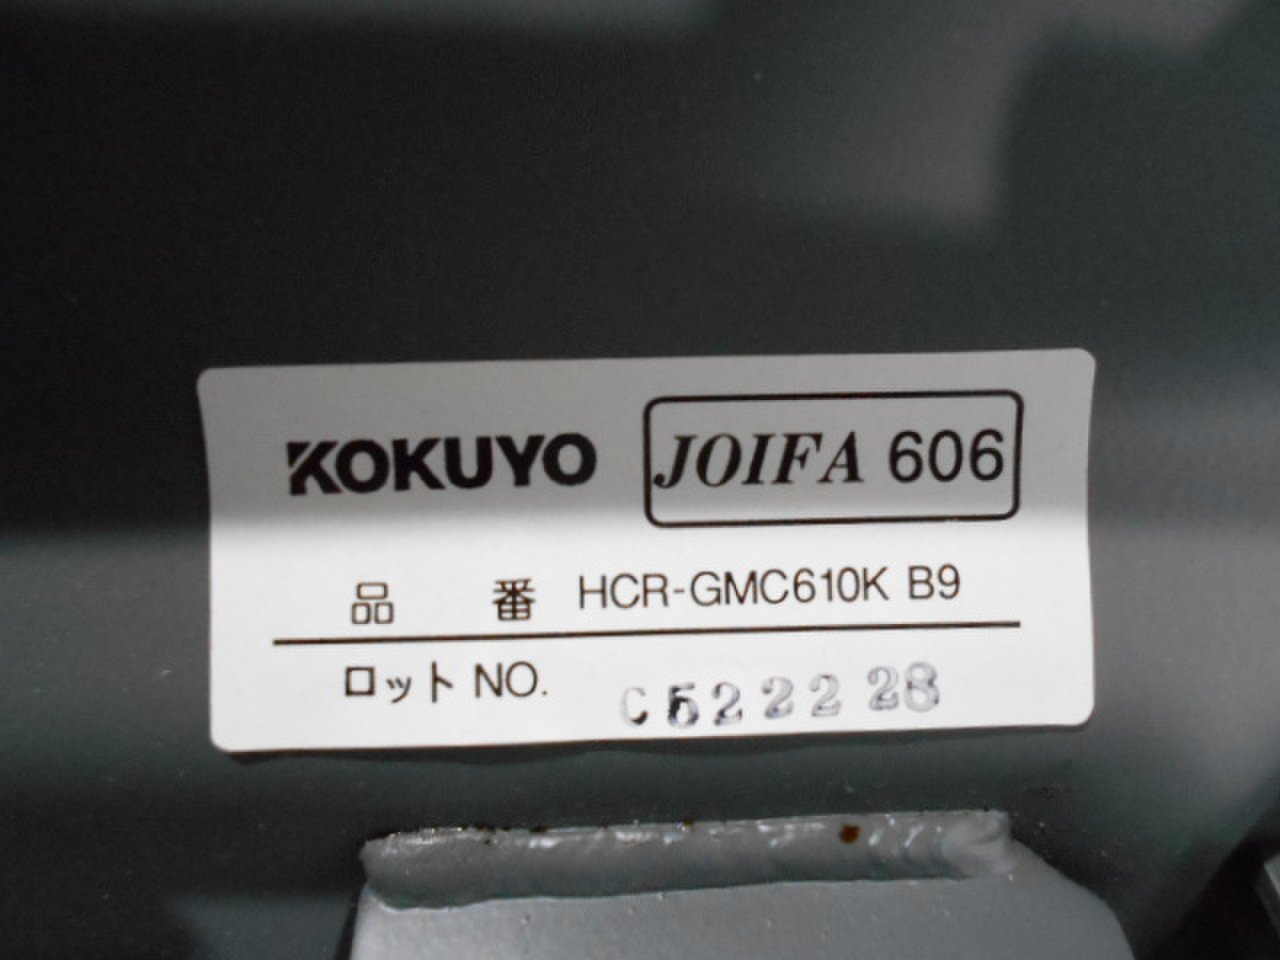 KOKUYO JOIFA 606
品 番 HCR-GMC610K B9
ロット NO. C522228